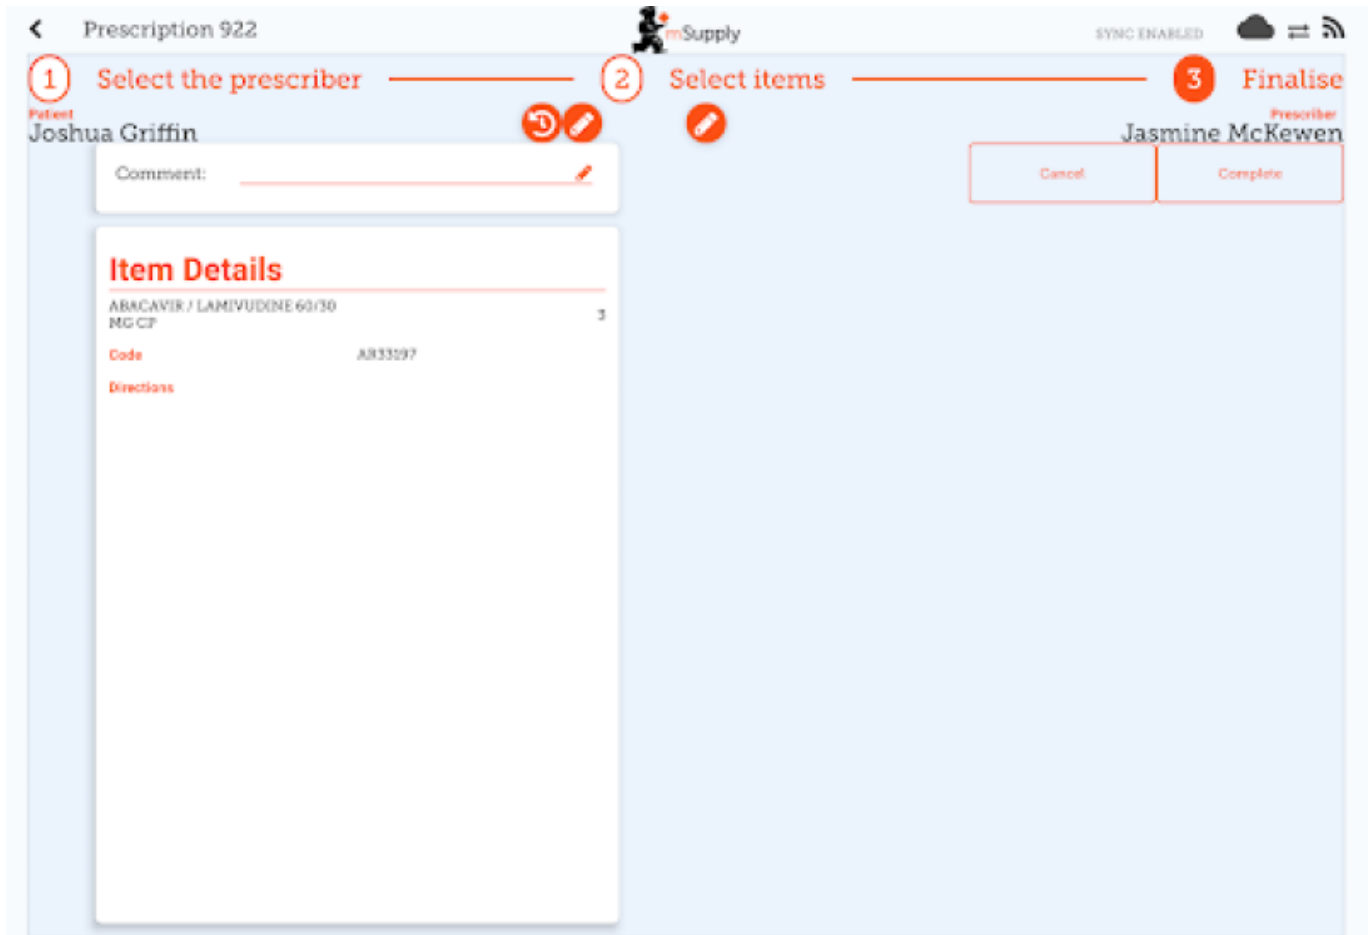 Prescription 922
mSupply
SYNC ENABLED
1 Select the prescriber
2 Select items
3 Finalise
Patient
Joshua Griffin
Prescriber
Jasmine McKewen
Comment:
Cancel
Complete
Item Details
ABACAVIR / LAMIVUDINE 60/30
MG CP
3
Code
AR33197
Directions